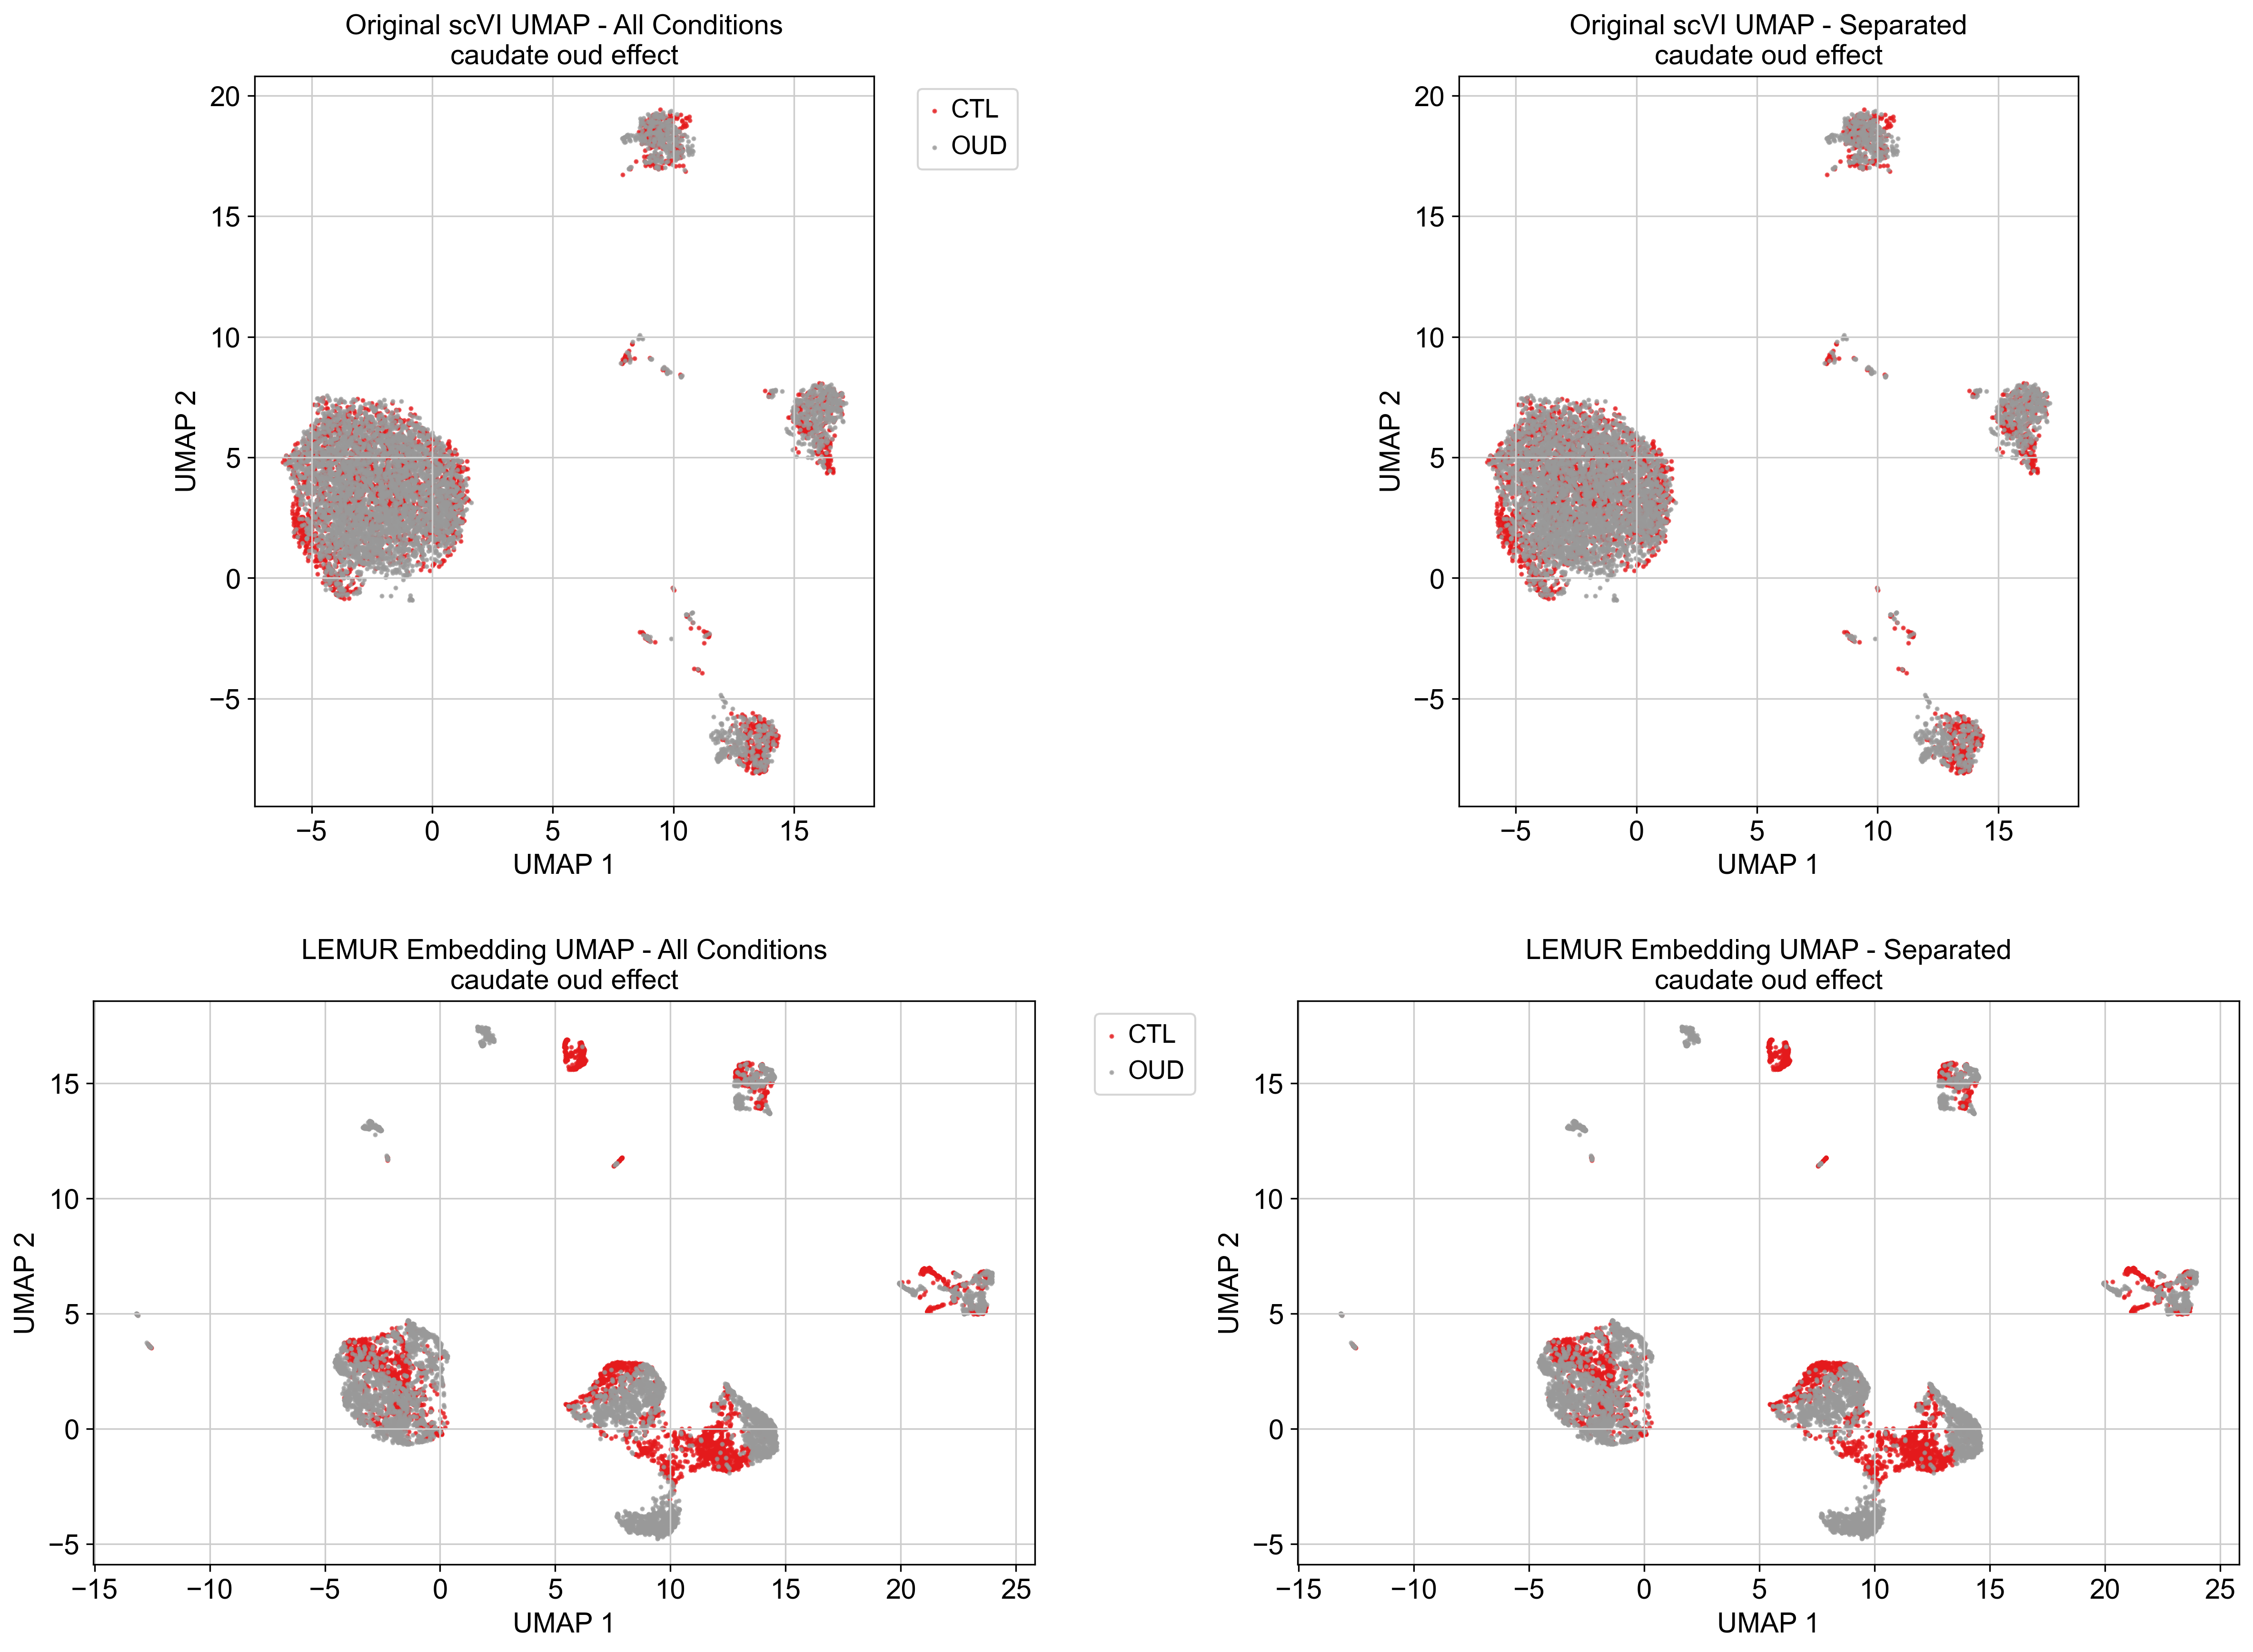 Original scVI UMAP - All Conditions
caudate oud effect
20
15
10
5
0
−5
UMAP 2
−5 0 5 10 15
UMAP 1
CTL
OUD
Original scVI UMAP - Separated
caudate oud effect
20
15
10
5
0
−5
UMAP 2
−5 0 5 10 15
UMAP 1
LEMUR Embedding UMAP - All Conditions
caudate oud effect
15
10
5
0
−5
UMAP 2
−15 −10 −5 0 5 10 15 20 25
UMAP 1
CTL
OUD
LEMUR Embedding UMAP - Separated
caudate oud effect
15
10
5
0
−5
UMAP 2
−15 −10 −5 0 5 10 15 20 25
UMAP 1